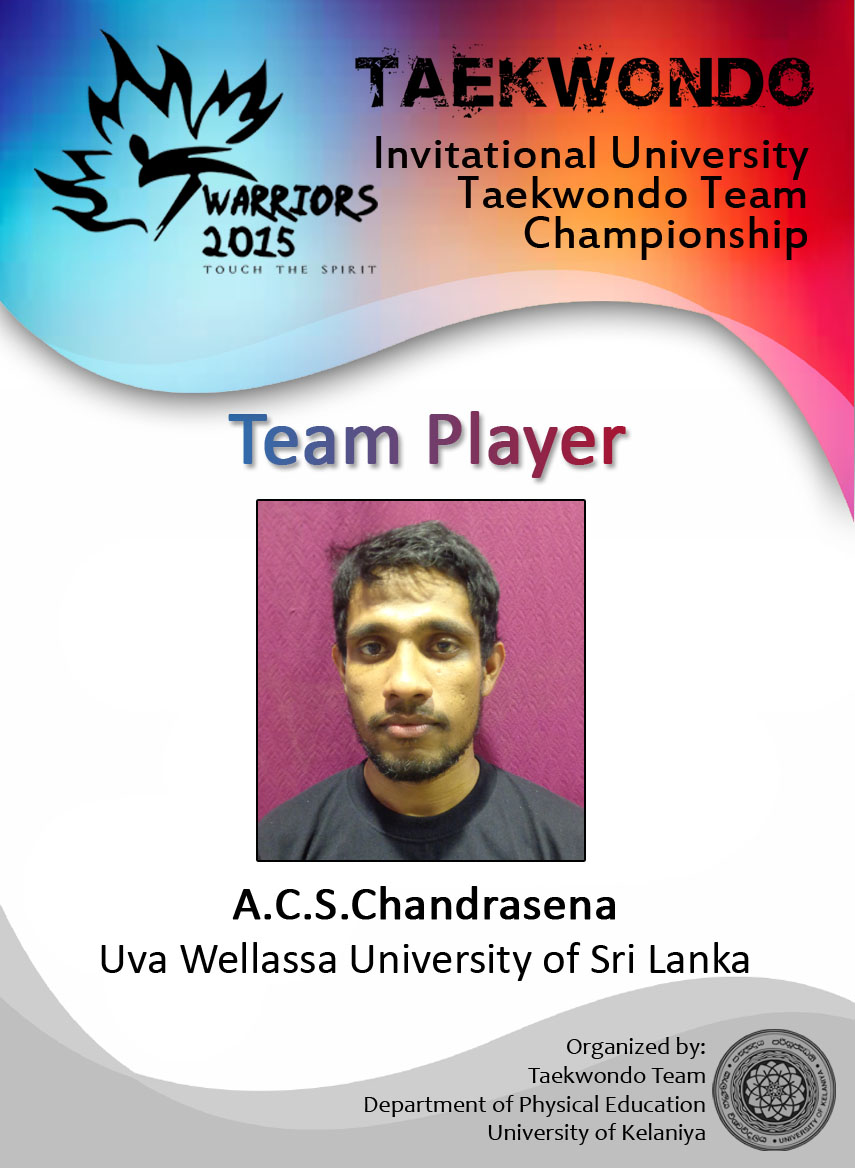 TAEKWONDO
Invitational University
Taekwondo Team
Championship
WARRIORS
2015
TOUCH THE SPIRIT
Team Player
A.C.S.Chandrasena
Uva Wellassa University of Sri Lanka
Organized by:
Taekwondo Team
Department of Physical Education
University of Kelaniya
UNIVERSITY OF KELANIYA